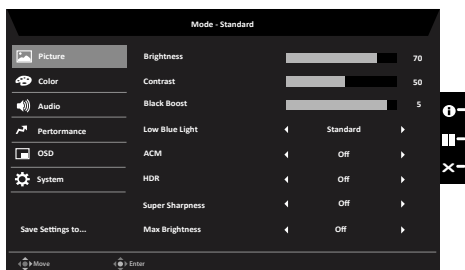 Mode - Standard
Picture
Brightness 70
Color
Contrast 50
Audio
Black Boost 5
Pertormance
Low Blue Light Standard
OSD
ACM Off
System
HDR Off
Super Sharpness Off
Save Settings to...
Max Brightness Off
Move Enter